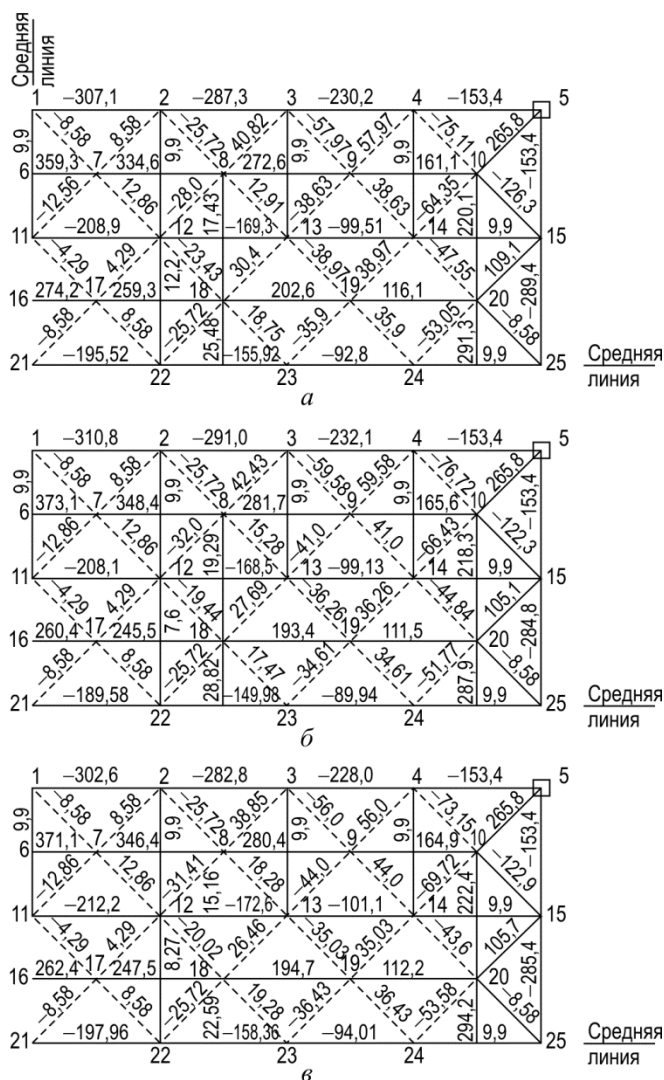 Средняя
линия
1 –307,1 2 –287,3 3 –230,2 4 –153,4 5
9,9 –8,58 8,58 –25,72 9,9 40,82 –57,97 57,97 9,9 –75,11 265,8 –153,4
6 359,3 7 334,6 8 272,6 9 161,1 10
–12,56 12,86 –28,0 17,43 12,91 –38,63 38,63 –64,35 220,1 –126,3
11 –208,9 12 –169,3 13 –99,51 14 9,9 15
–4,29 4,29 12,2 –23,43 30,4 –38,97 38,97 –47,55 109,1 –289,4
16 274,2 17 259,3 18 202,6 19 116,1 20
–8,58 8,58 –25,72 25,48 18,75 –35,9 35,9 –53,05 291,3 –8,58
21 –195,52 22 –155,92 23 –92,8 24 9,9 25 Средняя
линия
а
1 –310,8 2 –291,0 3 –232,1 4 –153,4 5
9,9 –8,58 8,58 –25,72 9,9 42,43 –59,58 59,58 9,9 –76,72 265,8 –153,4
6 373,1 7 348,4 8 281,7 9 165,6 10
–12,86 12,86 –32,0 19,29 15,28 –41,0 41,0 –66,43 218,3 –122,3
11 –208,1 12 –168,5 13 –99,13 14 9,9 15
–4,29 4,29 7,6 –19,44 27,69 –36,26 36,26 –44,84 105,1 –284,8
16 260,4 17 245,5 18 193,4 19 111,5 20
–8,58 8,58 –25,72 28,82 17,47 –34,61 34,61 –51,77 287,9 –8,58
21 –189,58 22 –149,98 23 –89,94 24 9,9 25 Средняя
линия
б
1 –302,6 2 –282,8 3 –228,0 4 –153,4 5
9,9 –8,58 8,58 –25,72 9,9 38,85 –56,0 56,0 9,9 –73,15 265,8 –153,4
6 371,1 7 346,4 8 280,4 9 164,9 10
–12,86 12,86 –31,41 15,16 18,28 –44,0 44,0 –69,72 222,4 –122,9
11 –212,2 12 –172,6 13 –101,1 14 9,9 15
–4,29 4,29 8,27 –20,02 26,46 –35,03 35,03 –43,6 105,7 –285,4
16 262,4 17 247,5 18 194,7 19 112,2 20
–8,58 8,58 –25,72 22,59 19,28 –36,43 36,43 –53,58 294,2 –8,58
21 –197,96 22 –158,36 23 –94,01 24 9,9 25 Средняя
линия
в